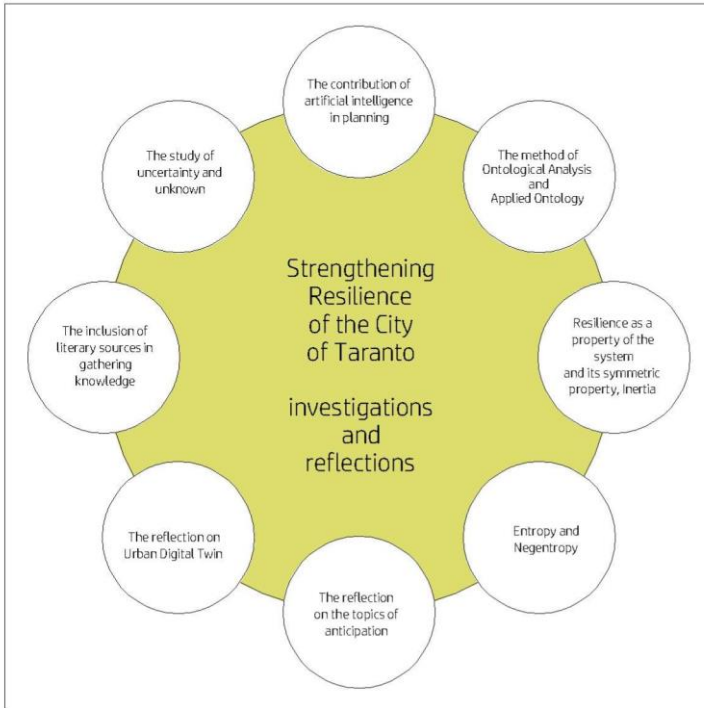 The contribution of
artificial intelligence
in planning
The method of
Ontological Analysis
and
Applied Ontology
Resilience as a
property of the
system
and its symmetric
property, Inertia
Entropy and
Negentropy
The reflection
on the topics of
anticipation
The reflection on
Urban Digital Twin
The inclusion of
literary sources in
gathering
knowledge
The study of
uncertainty and
unknown
Strengthening
Resilience
of the City
of Taranto
investigations
and
reflections